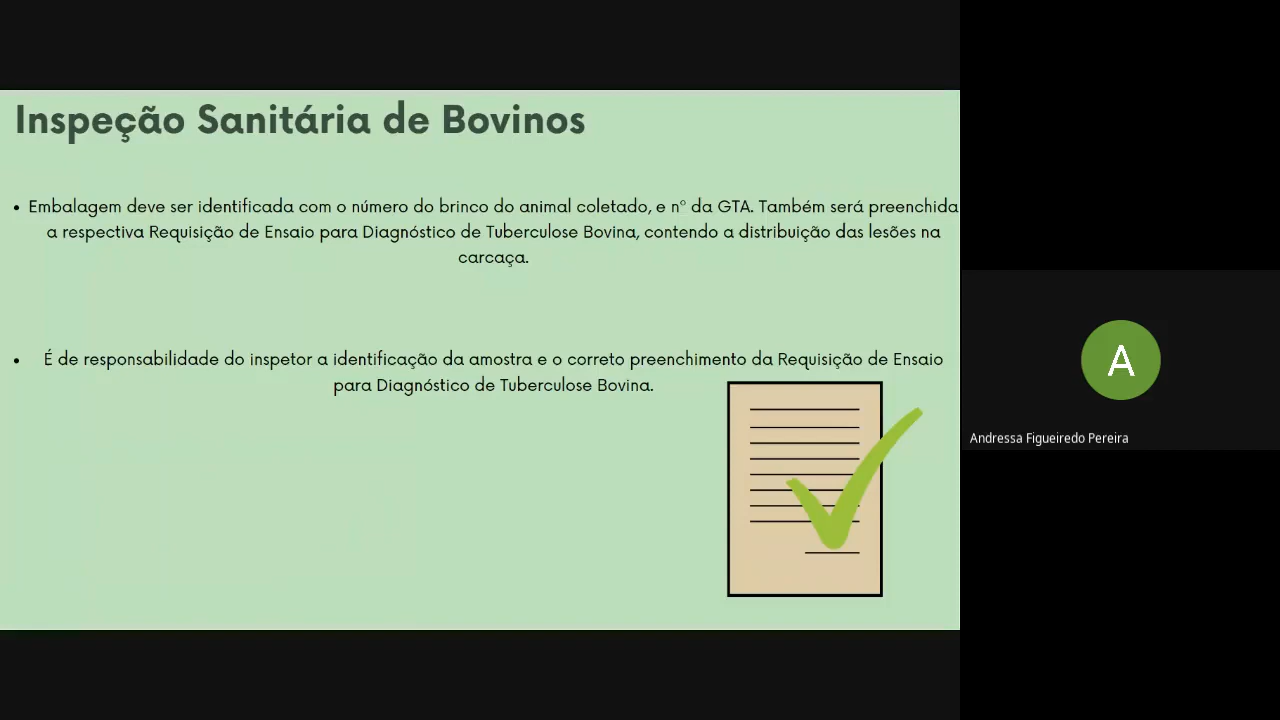 Inspeção Sanitária de Bovinos
• Embalagem deve ser identificada com o número do brinco do animal coletado, e n° da GTA. Também será preenchida
a respectiva Requisição de Ensaio para Diagnóstico de Tuberculose Bovina, contendo a distribuição das lesões na
carcaça.
• É de responsabilidade do inspetor a identificação da amostra e o correto preenchimento da Requisição de Ensaio
para Diagnóstico de Tuberculose Bovina.
A
Andressa Figueiredo Pereira